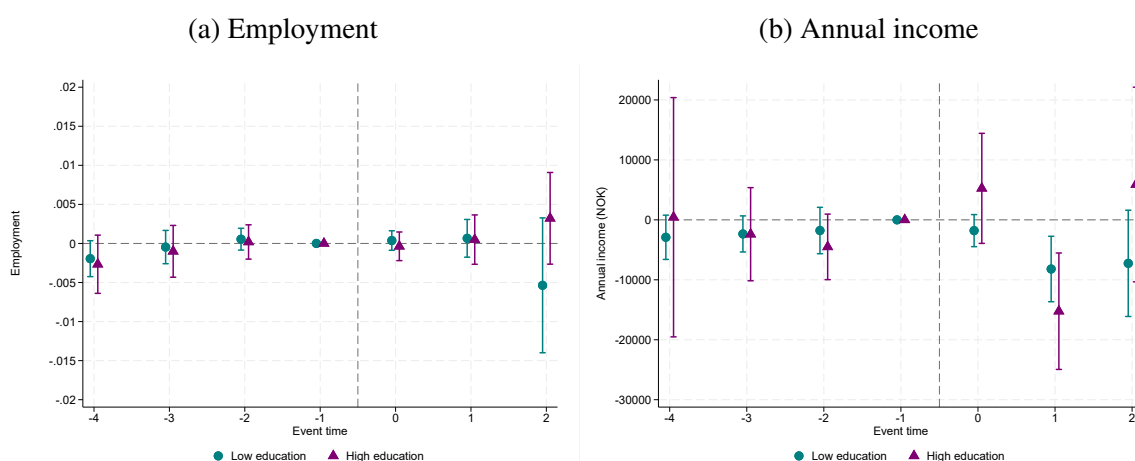 (a) Employment
(b) Annual income
.02
.015
.01
.005
0
-.005
-.01
-.015
-.02
Employment
-4
-3
-2
-1
0
1
2
Event time
Low education
High education
20000
10000
0
-10000
-20000
-30000
Annual income (NOK)
-4
-3
-2
-1
0
1
2
Event time
Low education
High education